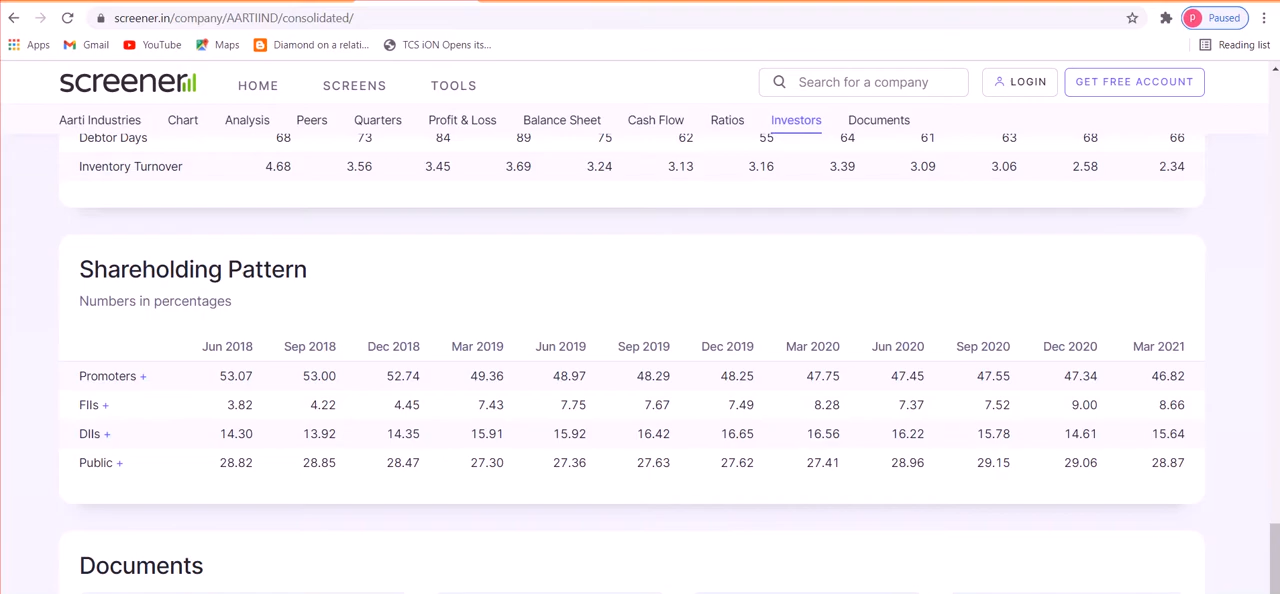 screener.in/company/AARTIIND/consolidated/
P Paused
Apps Gmail YouTube Maps Diamond on a relati... TCS iON Opens its... Reading list
screener HOME SCREENS TOOLS Search for a company LOGIN GET FREE ACCOUNT
Aarti Industries Chart Analysis Peers Quarters Profit & Loss Balance Sheet Cash Flow Ratios Investors Documents
Debtor Days 68 73 84 89 75 62 55 64 61 63 68 66
Inventory Turnover 4.68 3.56 3.45 3.69 3.24 3.13 3.16 3.39 3.09 3.06 2.58 2.34
Shareholding Pattern
Numbers in percentages
Jun 2018 Sep 2018 Dec 2018 Mar 2019 Jun 2019 Sep 2019 Dec 2019 Mar 2020 Jun 2020 Sep 2020 Dec 2020 Mar 2021
Promoters + 53.07 53.00 52.74 49.36 48.97 48.29 48.25 47.75 47.45 47.55 47.34 46.82
FIIs + 3.82 4.22 4.45 7.43 7.75 7.67 7.49 8.28 7.37 7.52 9.00 8.66
DIIs + 14.30 13.92 14.35 15.91 15.92 16.42 16.65 16.56 16.22 15.78 14.61 15.64
Public + 28.82 28.85 28.47 27.30 27.36 27.63 27.62 27.41 28.96 29.15 29.06 28.87
Documents